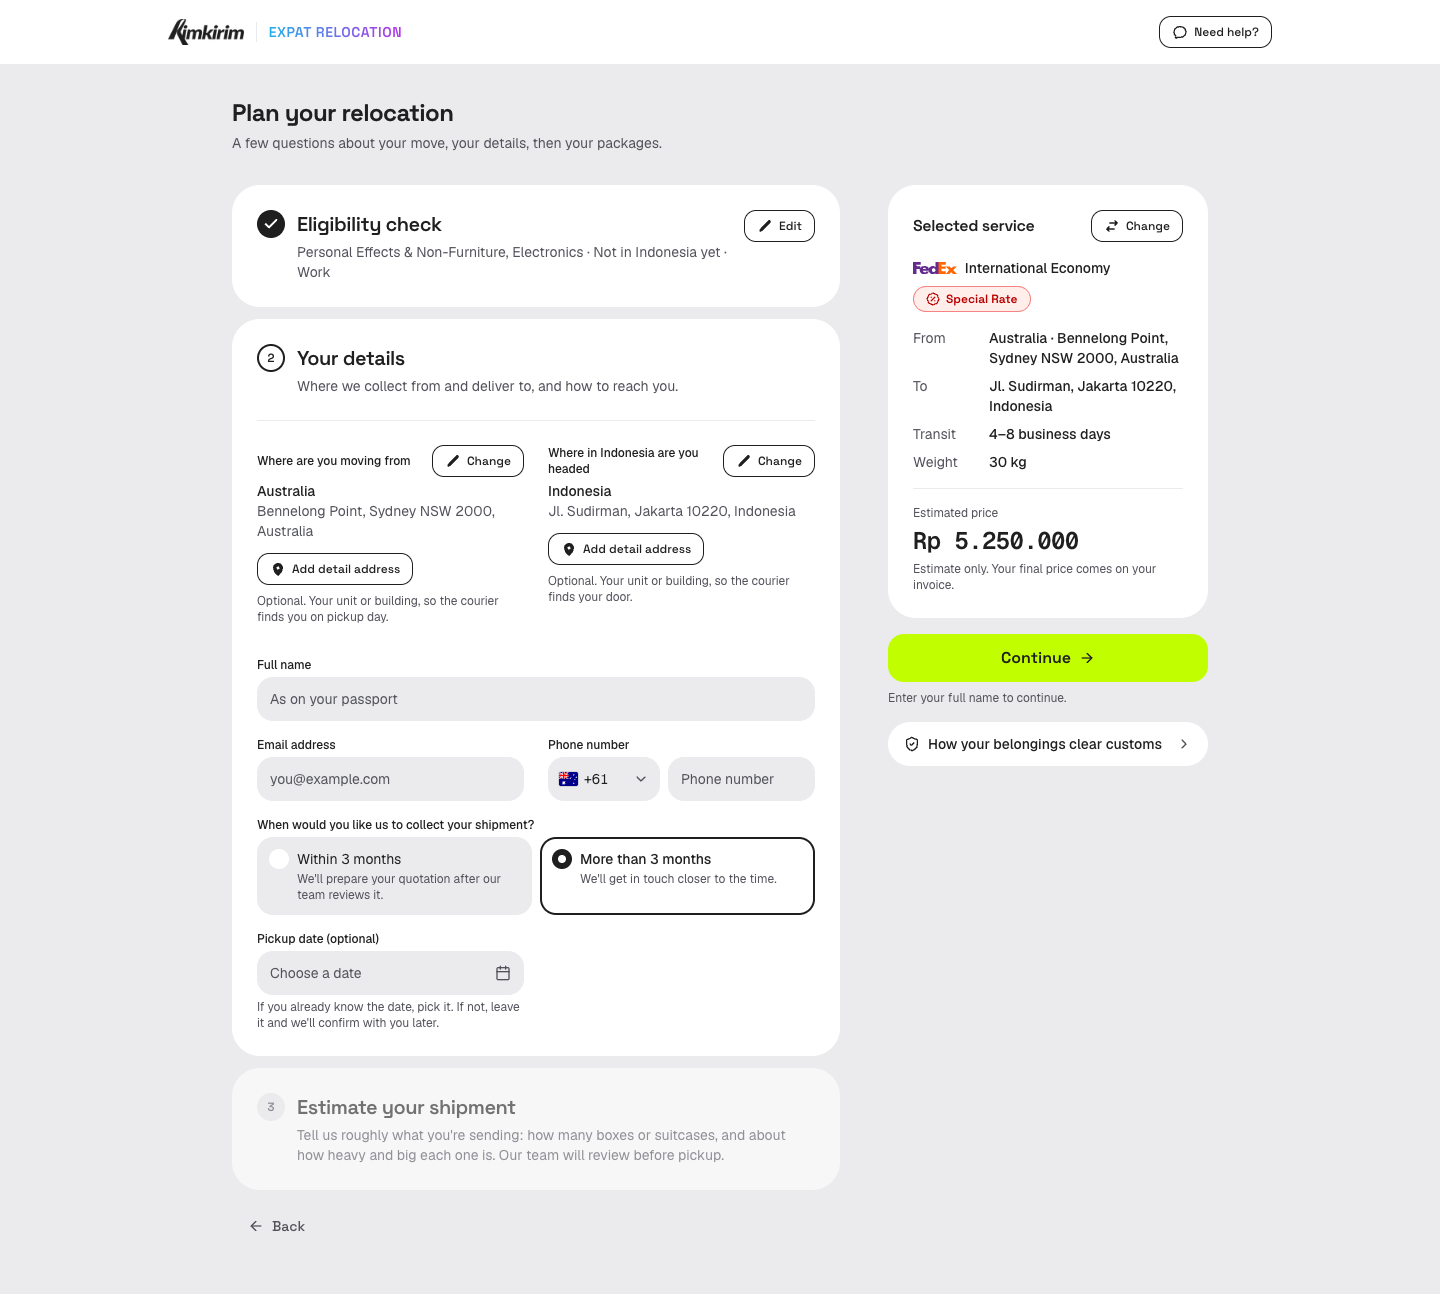 Kimkirim
EXPAT RELOCATION
Need help?
Plan your relocation
A few questions about your move, your details, then your packages.
Eligibility check
Edit
Personal Effects & Non-Furniture, Electronics · Not in Indonesia yet ·
Work
2
Your details
Where we collect from and deliver to, and how to reach you.
Where are you moving from
Change
Australia
Bennelong Point, Sydney NSW 2000,
Australia
Add detail address
Optional. Your unit or building, so the courier
finds you on pickup day.
Where in Indonesia are you
headed
Change
Indonesia
Jl. Sudirman, Jakarta 10220, Indonesia
Add detail address
Optional. Your unit or building, so the courier
finds your door.
Full name
As on your passport
Email address
you@example.com
Phone number
+61
Phone number
When would you like us to collect your shipment?
Within 3 months
We'll prepare your quotation after our
team reviews it.
More than 3 months
We'll get in touch closer to the time.
Pickup date (optional)
Choose a date
If you already know the date, pick it. If not, leave
it and we'll confirm with you later.
3
Estimate your shipment
Tell us roughly what you're sending: how many boxes or suitcases, and about
how heavy and big each one is. Our team will review before pickup.
Back
Selected service
Change
FedEx International Economy
Special Rate
From
Australia · Bennelong Point,
Sydney NSW 2000, Australia
To
Jl. Sudirman, Jakarta 10220,
Indonesia
Transit
4–8 business days
Weight
30 kg
Estimated price
Rp 5.250.000
Estimate only. Your final price comes on your
invoice.
Continue
Enter your full name to continue.
How your belongings clear customs